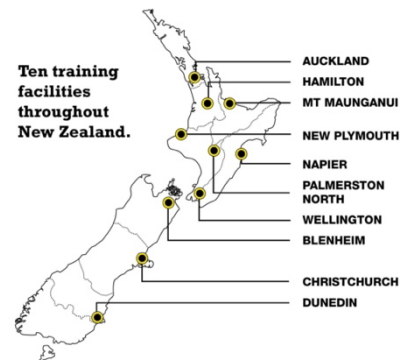 Ten training
facilities
throughout
New Zealand.
AUCKLAND
HAMILTON
MT MAUNGANUI
NEW PLYMOUTH
NAPIER
PALMERSTON
NORTH
WELLINGTON
BLENHEIM
CHRISTCHURCH
DUNEDIN